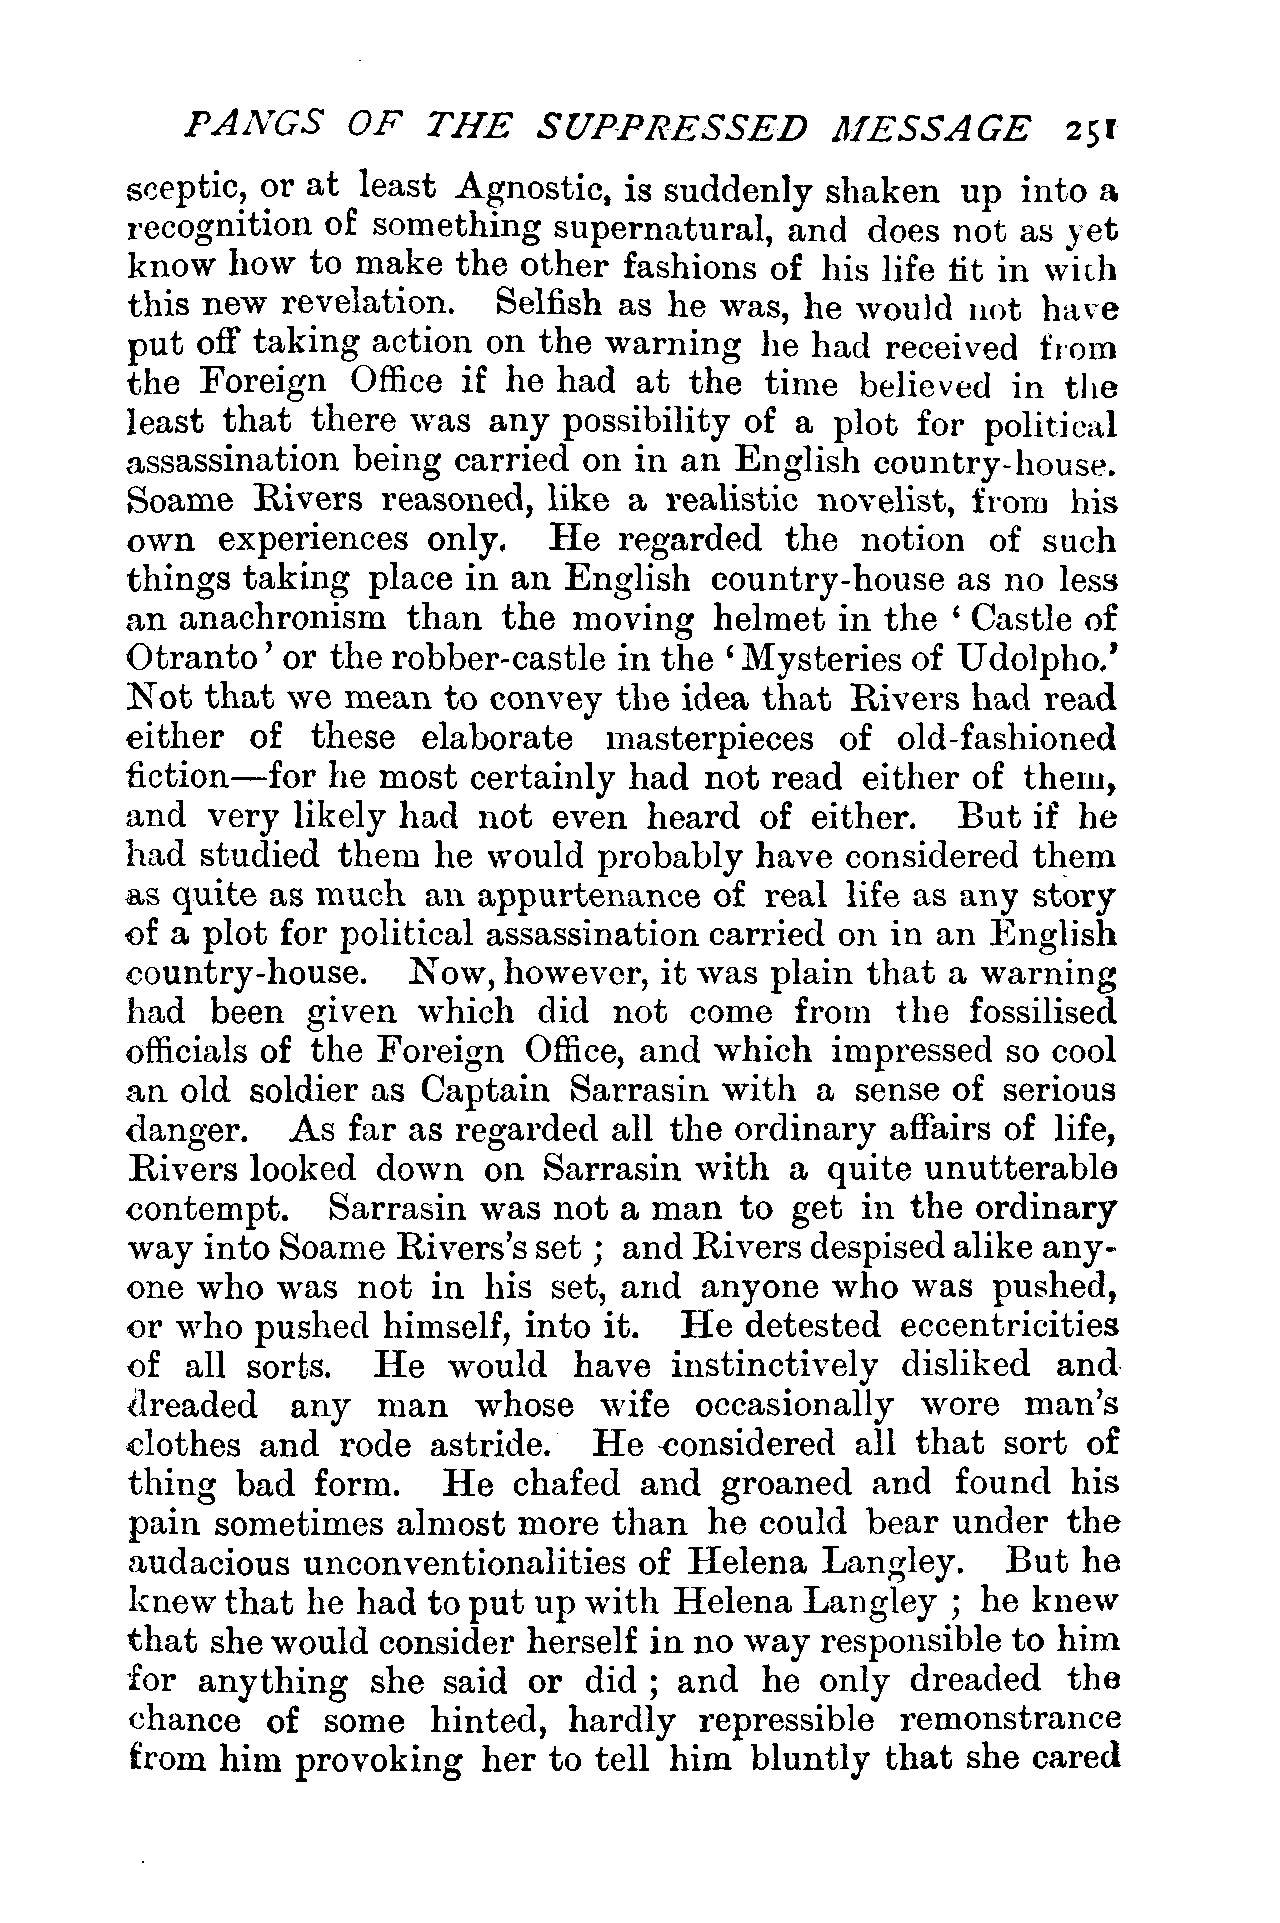 PANGS OF THE SUPPRESSED MESSAGE 251
sceptic, or at least Agnostic, is suddenly shaken up into a
recognition of something supernatural, and does not as yet
know how to make the other fashions of his life fit in with
this new revelation. Selfish as he was, he would not have
put off taking action on the warning he had received from
the Foreign Office if he had at the time believed in the
least that there was any possibility of a plot for political
assassination being carried on in an English country-house.
Soame Rivers reasoned, like a realistic novelist, from his
own experiences only. He regarded the notion of such
things taking place in an English country-house as no less
an anachronism than the moving helmet in the ‘ Castle of
Otranto ’ or the robber-castle in the ‘ Mysteries of Udolpho.’
Not that we mean to convey the idea that Rivers had read
either of these elaborate masterpieces of old-fashioned
fiction—for he most certainly had not read either of them,
and very likely had not even heard of either. But if he
had studied them he would probably have considered them
as quite as much an appurtenance of real life as any story
of a plot for political assassination carried on in an English
country-house. Now, however, it was plain that a warning
had been given which did not come from the fossilised
officials of the Foreign Office, and which impressed so cool
an old soldier as Captain Sarrasin with a sense of serious
danger. As far as regarded all the ordinary affairs of life,
Rivers looked down on Sarrasin with a quite unutterable
contempt. Sarrasin was not a man to get in the ordinary
way into Soame Rivers's set ; and Rivers despised alike any-
one who was not in his set, and anyone who was pushed,
or who pushed himself, into it. He detested eccentricities
of all sorts. He would have instinctively disliked and
dreaded any man whose wife occasionally wore man's
clothes and rode astride. He considered all that sort of
thing bad form. He chafed and groaned and found his
pain sometimes almost more than he could bear under the
audacious unconventionalities of Helena Langley. But he
knew that he had to put up with Helena Langley ; he knew
that she would consider herself in no way responsible to him
for anything she said or did ; and he only dreaded the
chance of some hinted, hardly repressible remonstrance
from him provoking her to tell him bluntly that she cared